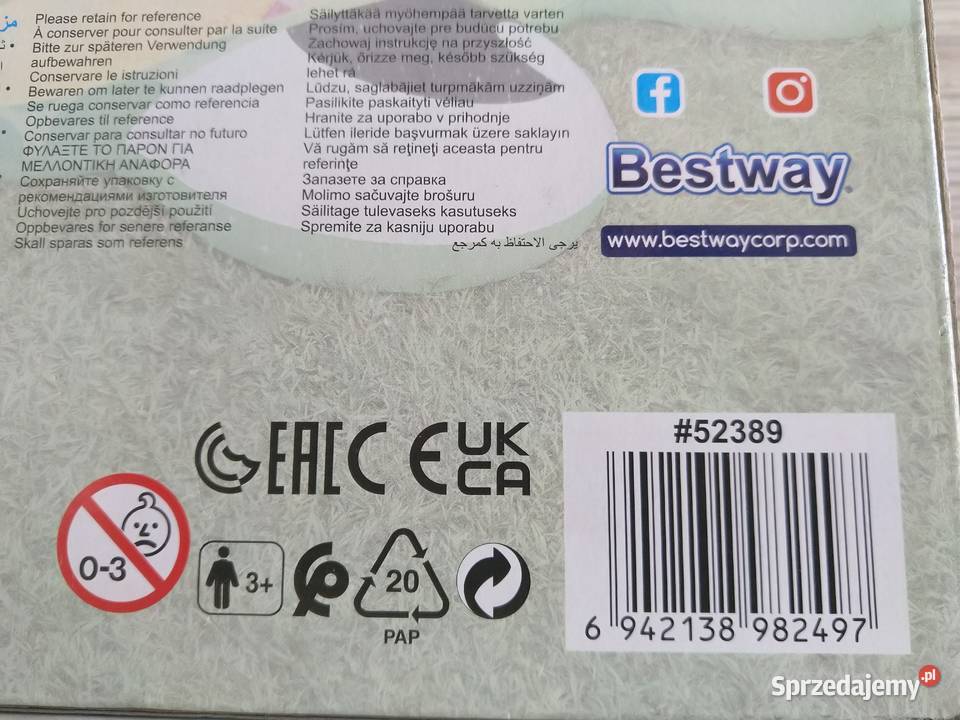 Please retain for reference
À conserver pour consulter par la suite
Bitte zur späteren Verwendung
aufbewahren
Conservare le istruzioni
Bewaren om later te kunnen raadplegen
Se ruega conservar como referencia
Opbevares til reference
Conservar para consultar no futuro
ΦΥΛΑΞΤΕ ΤΟ ΠΑΡΟΝ ΓΙΑ
ΜΕΛΛΟΝΤΙΚΗ ΑΝΑΦΟΡΑ
Сохраняйте упаковку с
рекомендациями изготовителя
Uchovejte pro pozdější použití
Oppbevares for senere referanse
Skall sparas som referens
Säilyttäkää myöhempää tarvetta varten
Prosím, uchovajte pre budúcu potrebu
Zachowaj instrukcję na przyszłość
Kérjük, őrizze meg, később szükség
lehet rá
Lūdzu, saglabājiet turpmākām uzziņām
Pasilikite paskaityti vėliau
Hranite za uporabo v prihodnje
Lütfen ileride başvurmak üzere saklayın
Vă rugăm să reţineţi aceasta pentru
referinţe
Запазете за справка
Molimo sačuvajte brošuru
Säilitage tulevaseks kasutuseks
Spremite za kasniju uporabu
يرجى الاحتفاظ به كمرجع
Bestway
www.bestwaycorp.com
EAC CE UK
CA
0-3
3+
20
PAP
#52389
6 942138 982497
Sprzedajemy.pl